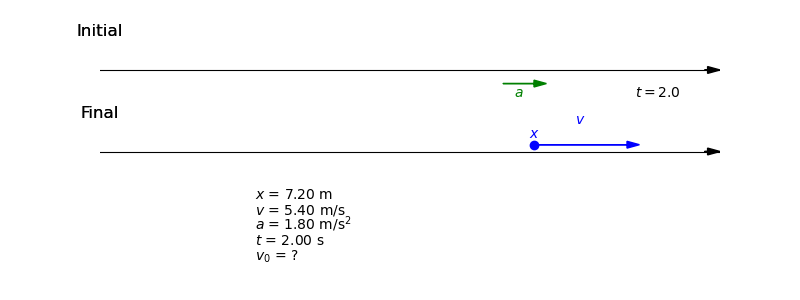 Initial
a
t = 2.0
Final
v
x
x = 7.20 m
v = 5.40 m/s
a = 1.80 m/s²
t = 2.00 s
v₀ = ?